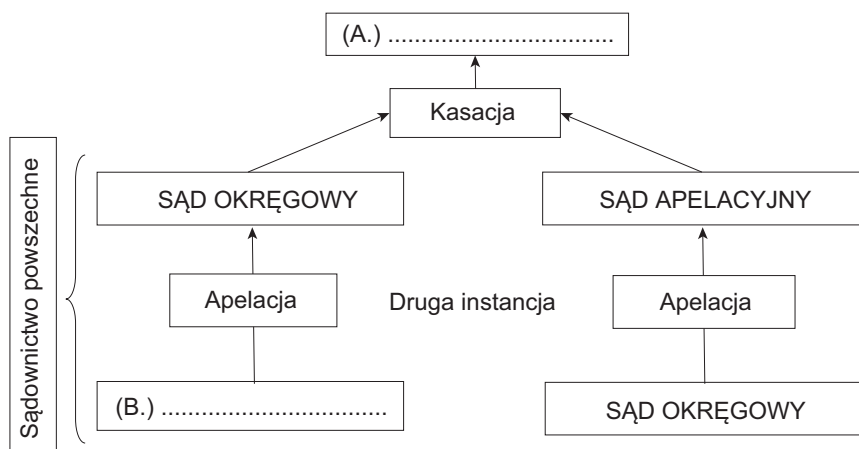 (A.) ..................................
Kasacja
Sądownictwo powszechne
SĄD OKRĘGOWY
SĄD APELACYJNY
Apelacja
Druga instancja
Apelacja
(B.) ..................................
SĄD OKRĘGOWY